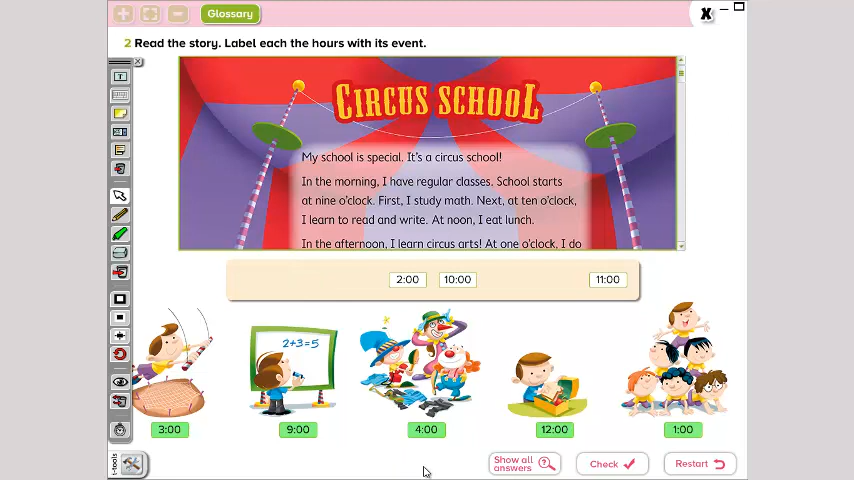 Glossary
X
2 Read the story. Label each the hours with its event.
CIRCUS SCHOOL
My school is special. It's a circus school!
In the morning, I have regular classes. School starts
at nine o'clock. First, I study math. Next, at ten o'clock,
I learn to read and write. At noon, I eat lunch.
In the afternoon, I learn circus arts! At one o'clock, I do
2:00 10:00 11:00
2+3=5
3:00 9:00 4:00 12:00 1:00
t-tools
Show all answers
Check
Restart